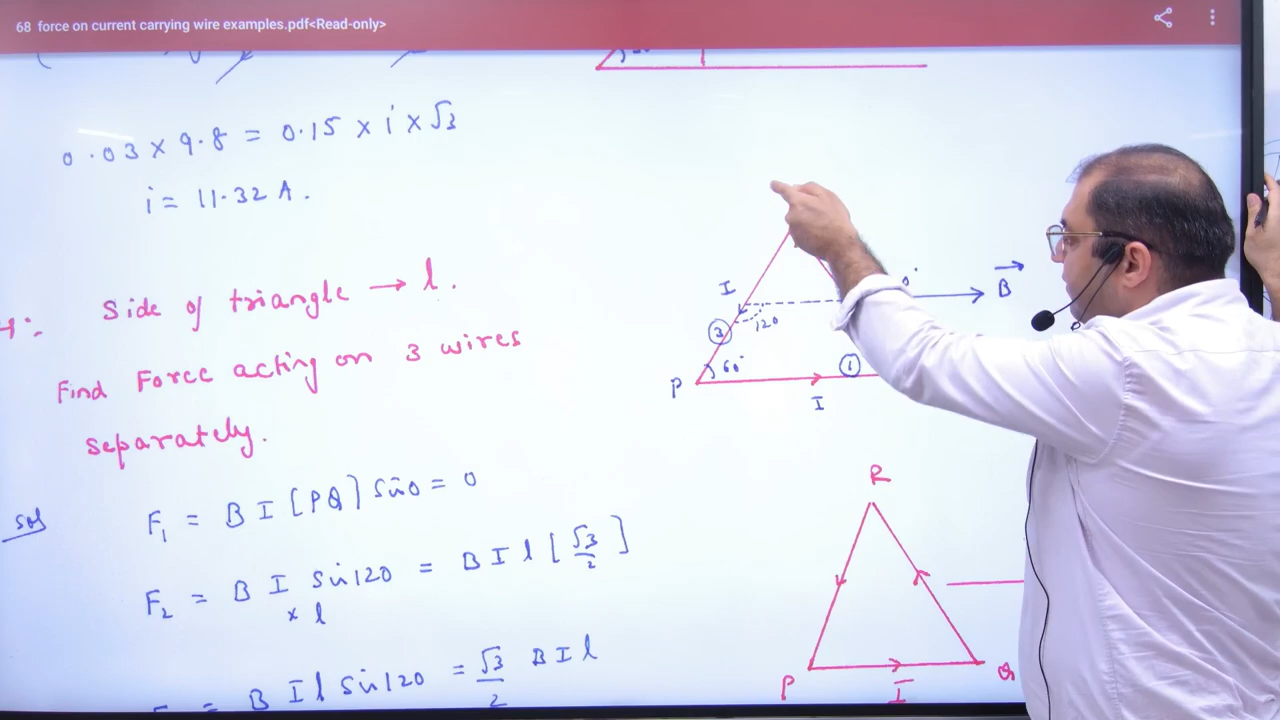 68 force on current carrying wire examples.pdf<Read-only>
0.03 × 9.8 = 0.15 × i × √3
i = 11.32 A.
Side of triangle → l.
Find Force acting on 3 wires
separately.
Sol
F₁ = B I [PQ] sin0 = 0
F₂ = B I sin120 = B I l [√3/2]
× l
= B I l sin120 = √3/2 B I l
I
B
3
120
60°
1
P
I
R
P
I
Q